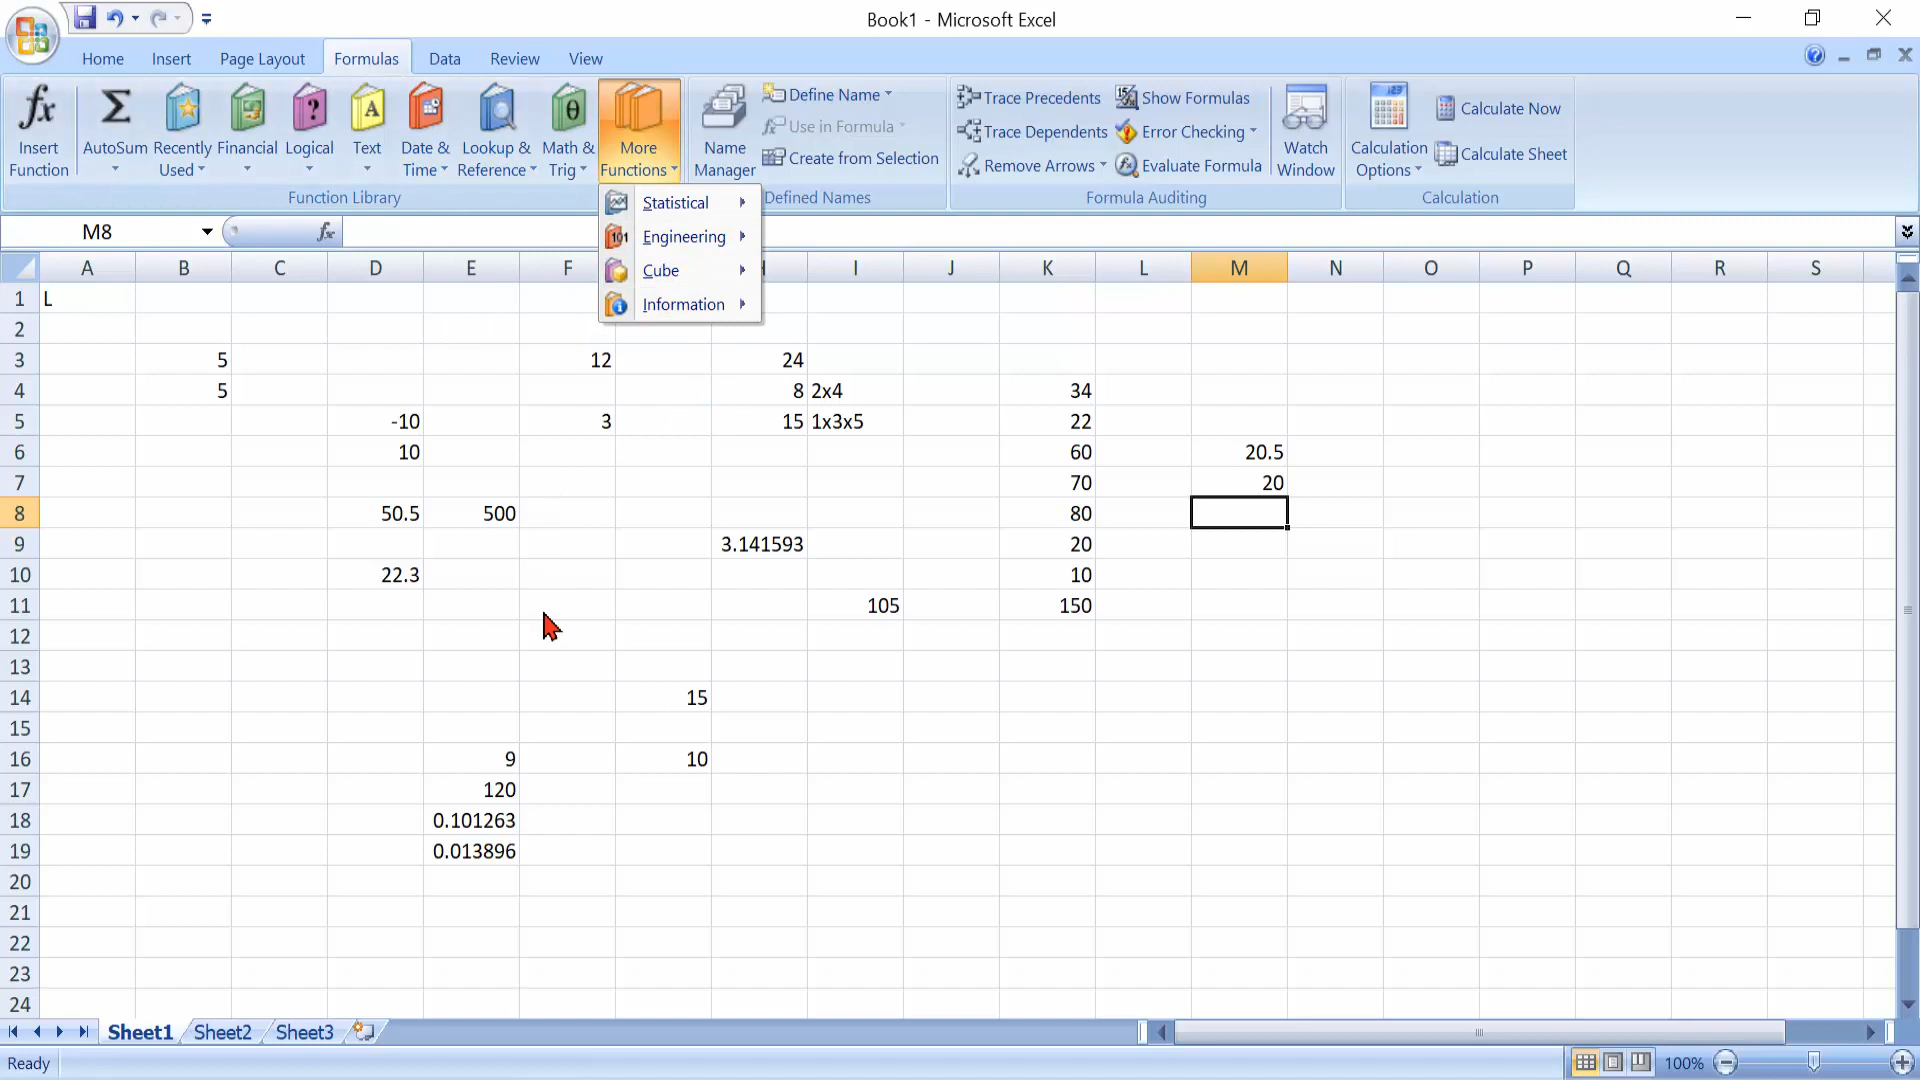 Book1 - Microsoft Excel
Home Insert Page Layout Formulas Data Review View
Insert Function
AutoSum
Recently Used
Financial
Logical
Text
Date & Time
Lookup & Reference
Math & Trig
More Functions
Name Manager
Define Name
Use in Formula
Create from Selection
Trace Precedents
Trace Dependents
Remove Arrows
Show Formulas
Error Checking
Evaluate Formula
Watch Window
Calculation Options
Calculate Now
Calculate Sheet
Function Library Defined Names Formula Auditing Calculation
Statistical
Engineering
Cube
Information
M8 fx
A B C D E F H I J K L M N O P Q R S
1 L
2
3 5 12 24
4 5 8 2x4 34
5 -10 3 15 1x3x5 22
6 10 60 20.5
7 70 20
8 50.5 500 80
9 3.141593 20
10 22.3 10
11 105 150
12
13
14 15
15
16 9 10
17 120
18 0.101263
19 0.013896
20
21
22
23
24
Sheet1 Sheet2 Sheet3
Ready 100%